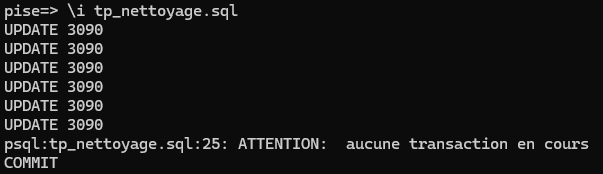 pise=> \i tp_nettoyage.sql
UPDATE 3090
UPDATE 3090
UPDATE 3090
UPDATE 3090
UPDATE 3090
UPDATE 3090
psql:tp_nettoyage.sql:25: ATTENTION:  aucune transaction en cours
COMMIT